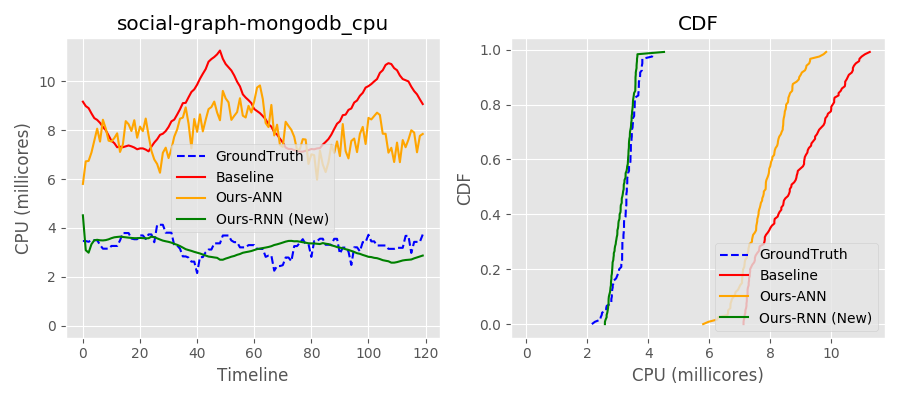 social-graph-mongodb_cpu
CPU (millicores)
10
8
6
4
2
0
GroundTruth
Baseline
Ours-ANN
Ours-RNN (New)
0 20 40 60 80 100 120
Timeline
CDF
CDF
1.0
0.8
0.6
0.4
0.2
0.0
GroundTruth
Baseline
Ours-ANN
Ours-RNN (New)
0 2 4 6 8 10
CPU (millicores)